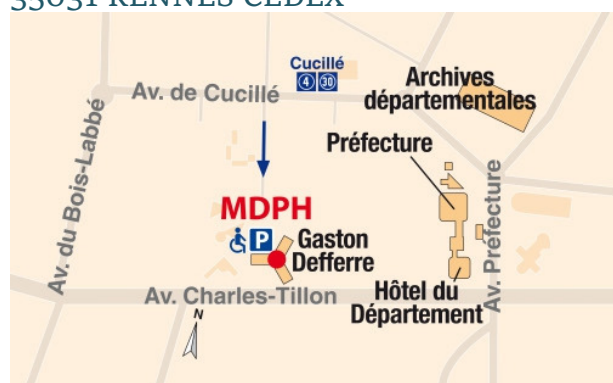 35031 RENNES CEDEX
Cucillé
4 30
Av. de Cucillé
Archives
départementales
Préfecture
Av. du Bois-Labbé
MDPH
P
Gaston
Defferre
Av. Préfecture
Av. Charles-Tillon
Hôtel du
Département
N